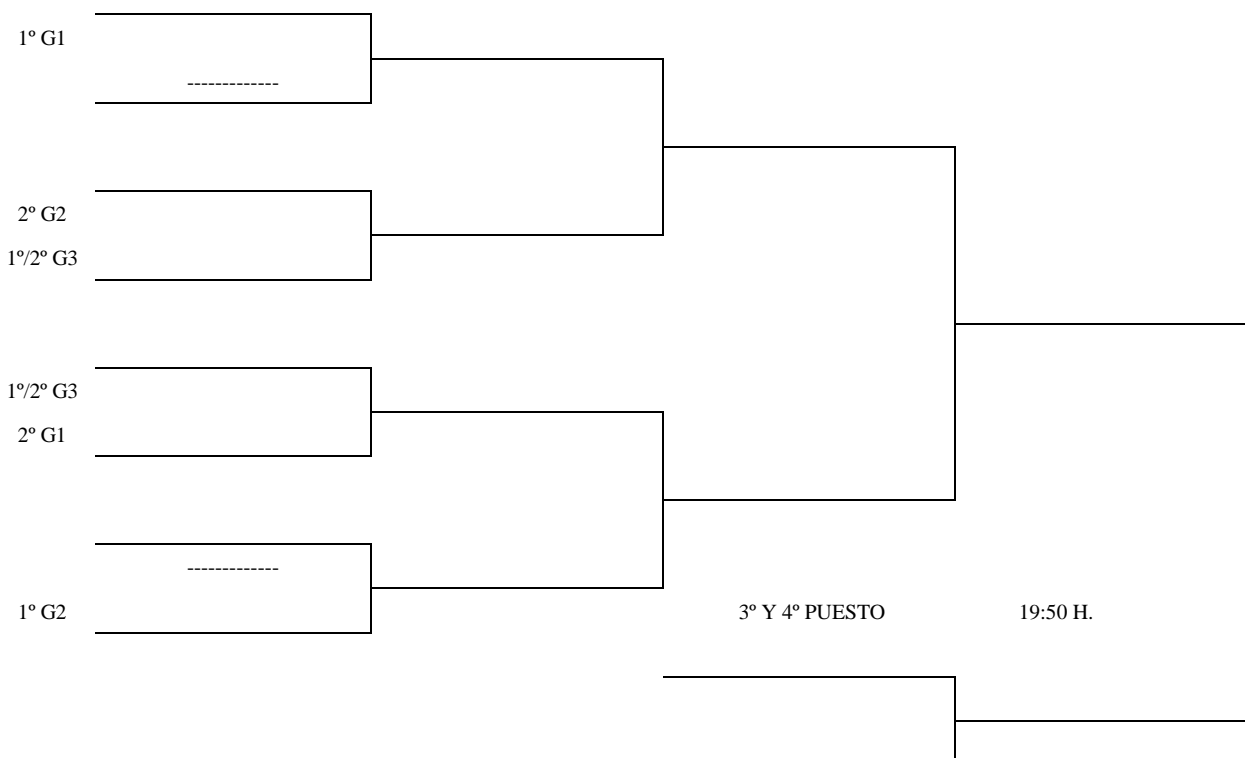 1º G1
-------------
2º G2
1º/2º G3
1º/2º G3
2º G1
-------------
1º G2
3º Y 4º PUESTO 19:50 H.